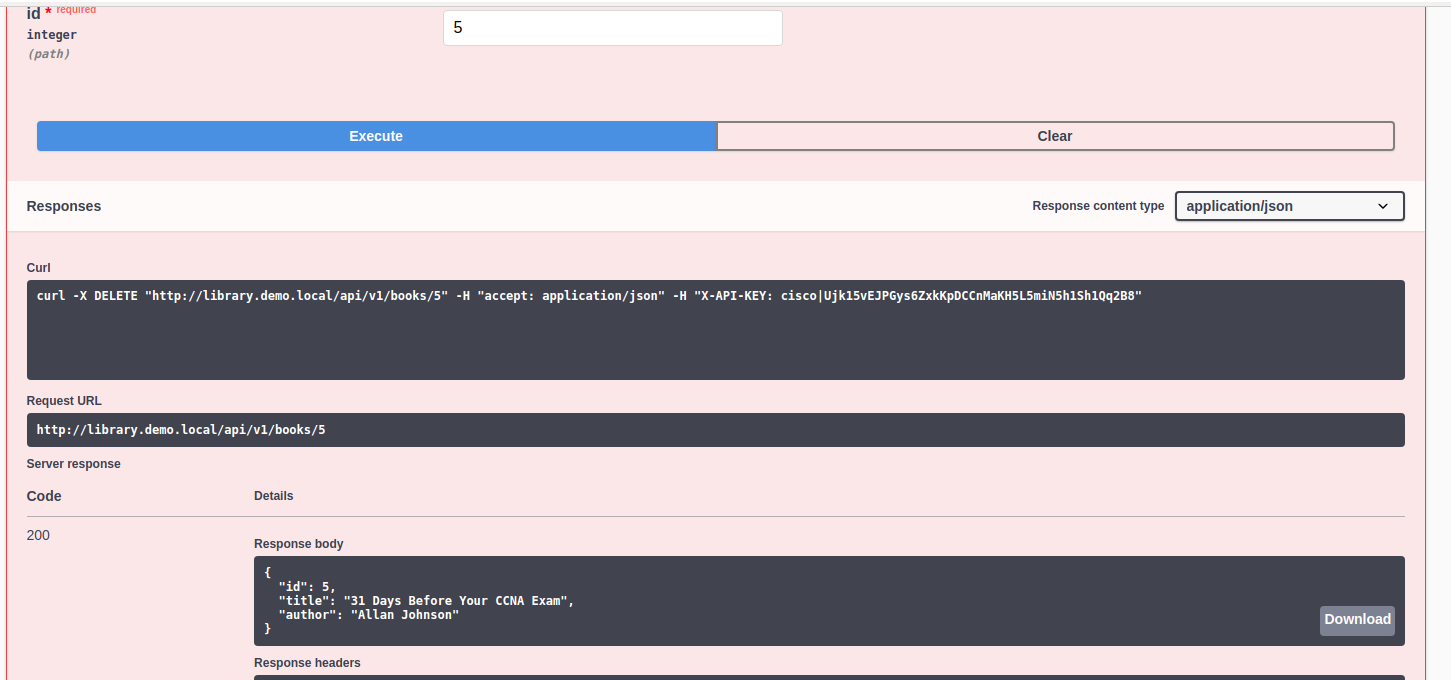 id * required
integer
(path)
5
Execute
Clear
Responses
Response content type
application/json
Curl
curl -X DELETE "http://library.demo.local/api/v1/books/5" -H "accept: application/json" -H "X-API-KEY: cisco|Ujk15vEJPGys6ZxkKpDCCnMaKH5L5miN5h1Sh1Qq2B8"
Request URL
http://library.demo.local/api/v1/books/5
Server response
Code
Details
200
Response body
{
  "id": 5,
  "title": "31 Days Before Your CCNA Exam",
  "author": "Allan Johnson"
}
Download
Response headers